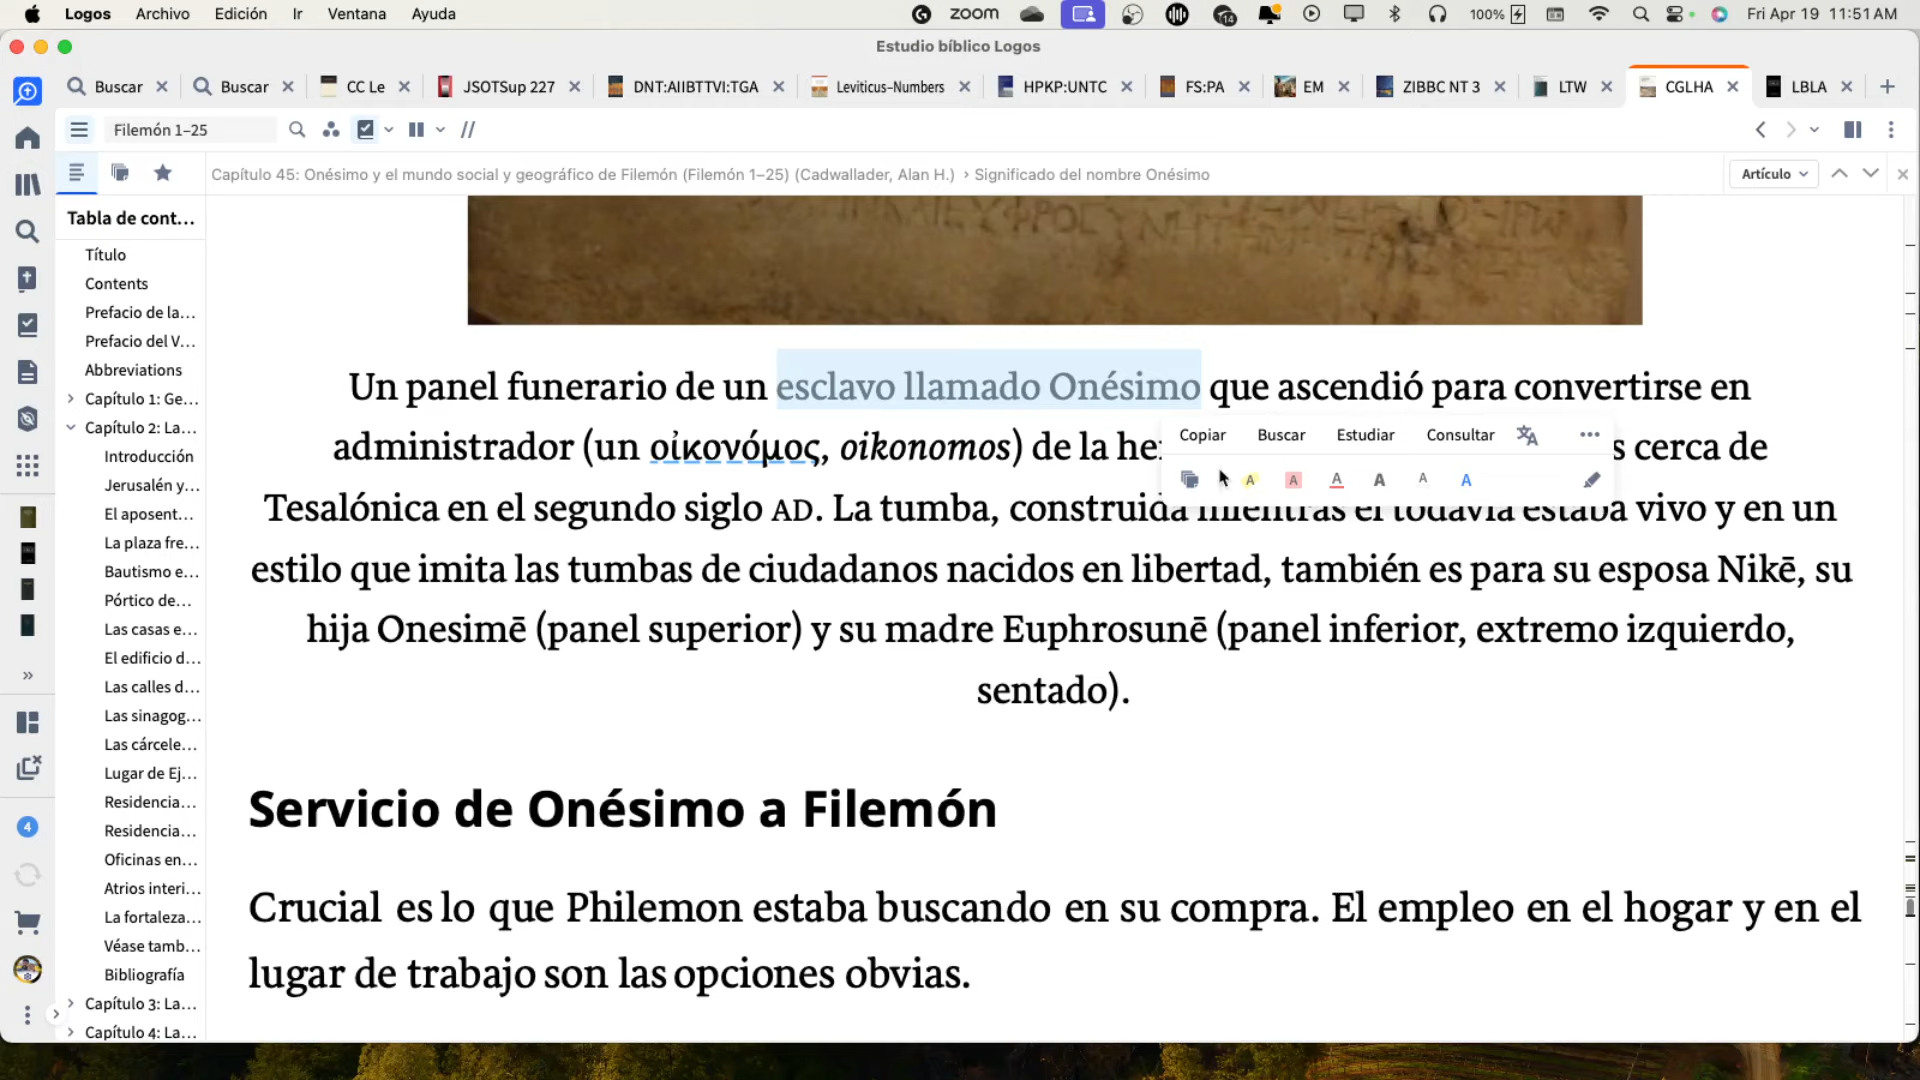 Logos Archivo Edición Ir Ventana Ayuda zoom 14 100% Fri Apr 19 11:51 AM
Estudio bíblico Logos
Buscar Buscar CC Le JSOTSup 227 DNT:AIIBTTVI:TGA Leviticus–Numbers HPKP:UNTC FS:PA EM ZIBBC NT 3 LTW CGLHA LBLA
Filemón 1–25
Capítulo 45: Onésimo y el mundo social y geográfico de Filemón (Filemón 1–25) (Cadwallader, Alan H.) › Significado del nombre Onésimo Artículo
Tabla de cont...
Título
Contents
Prefacio de la...
Prefacio del V...
Abbreviations
Capítulo 1: Ge...
Capítulo 2: La...
Introducción
Jerusalén y...
El aposent...
La plaza fre...
Bautismo e...
Pórtico de...
Las casas e...
El edificio d...
Las calles d...
Las sinagog...
Las cárcele...
Lugar de Ej...
Residencia...
Residencia...
Oficinas en...
Atrios interi...
La fortaleza...
Véase tamb...
Bibliografía
Capítulo 3: La...
Capítulo 4: La...
4
Un panel funerario de un esclavo llamado Onésimo que ascendió para convertirse en
administrador (un οἰκονόμος, oikonomos) de la he s cerca de
Tesalónica en el segundo siglo AD. La tumba, construida mientras él todavía estaba vivo y en un
estilo que imita las tumbas de ciudadanos nacidos en libertad, también es para su esposa Nikē, su
hija Onesimē (panel superior) y su madre Euphrosunē (panel inferior, extremo izquierdo,
sentado).
Copiar Buscar Estudiar Consultar
A A A A A A
Servicio de Onésimo a Filemón
Crucial es lo que Philemon estaba buscando en su compra. El empleo en el hogar y en el
lugar de trabajo son las opciones obvias.